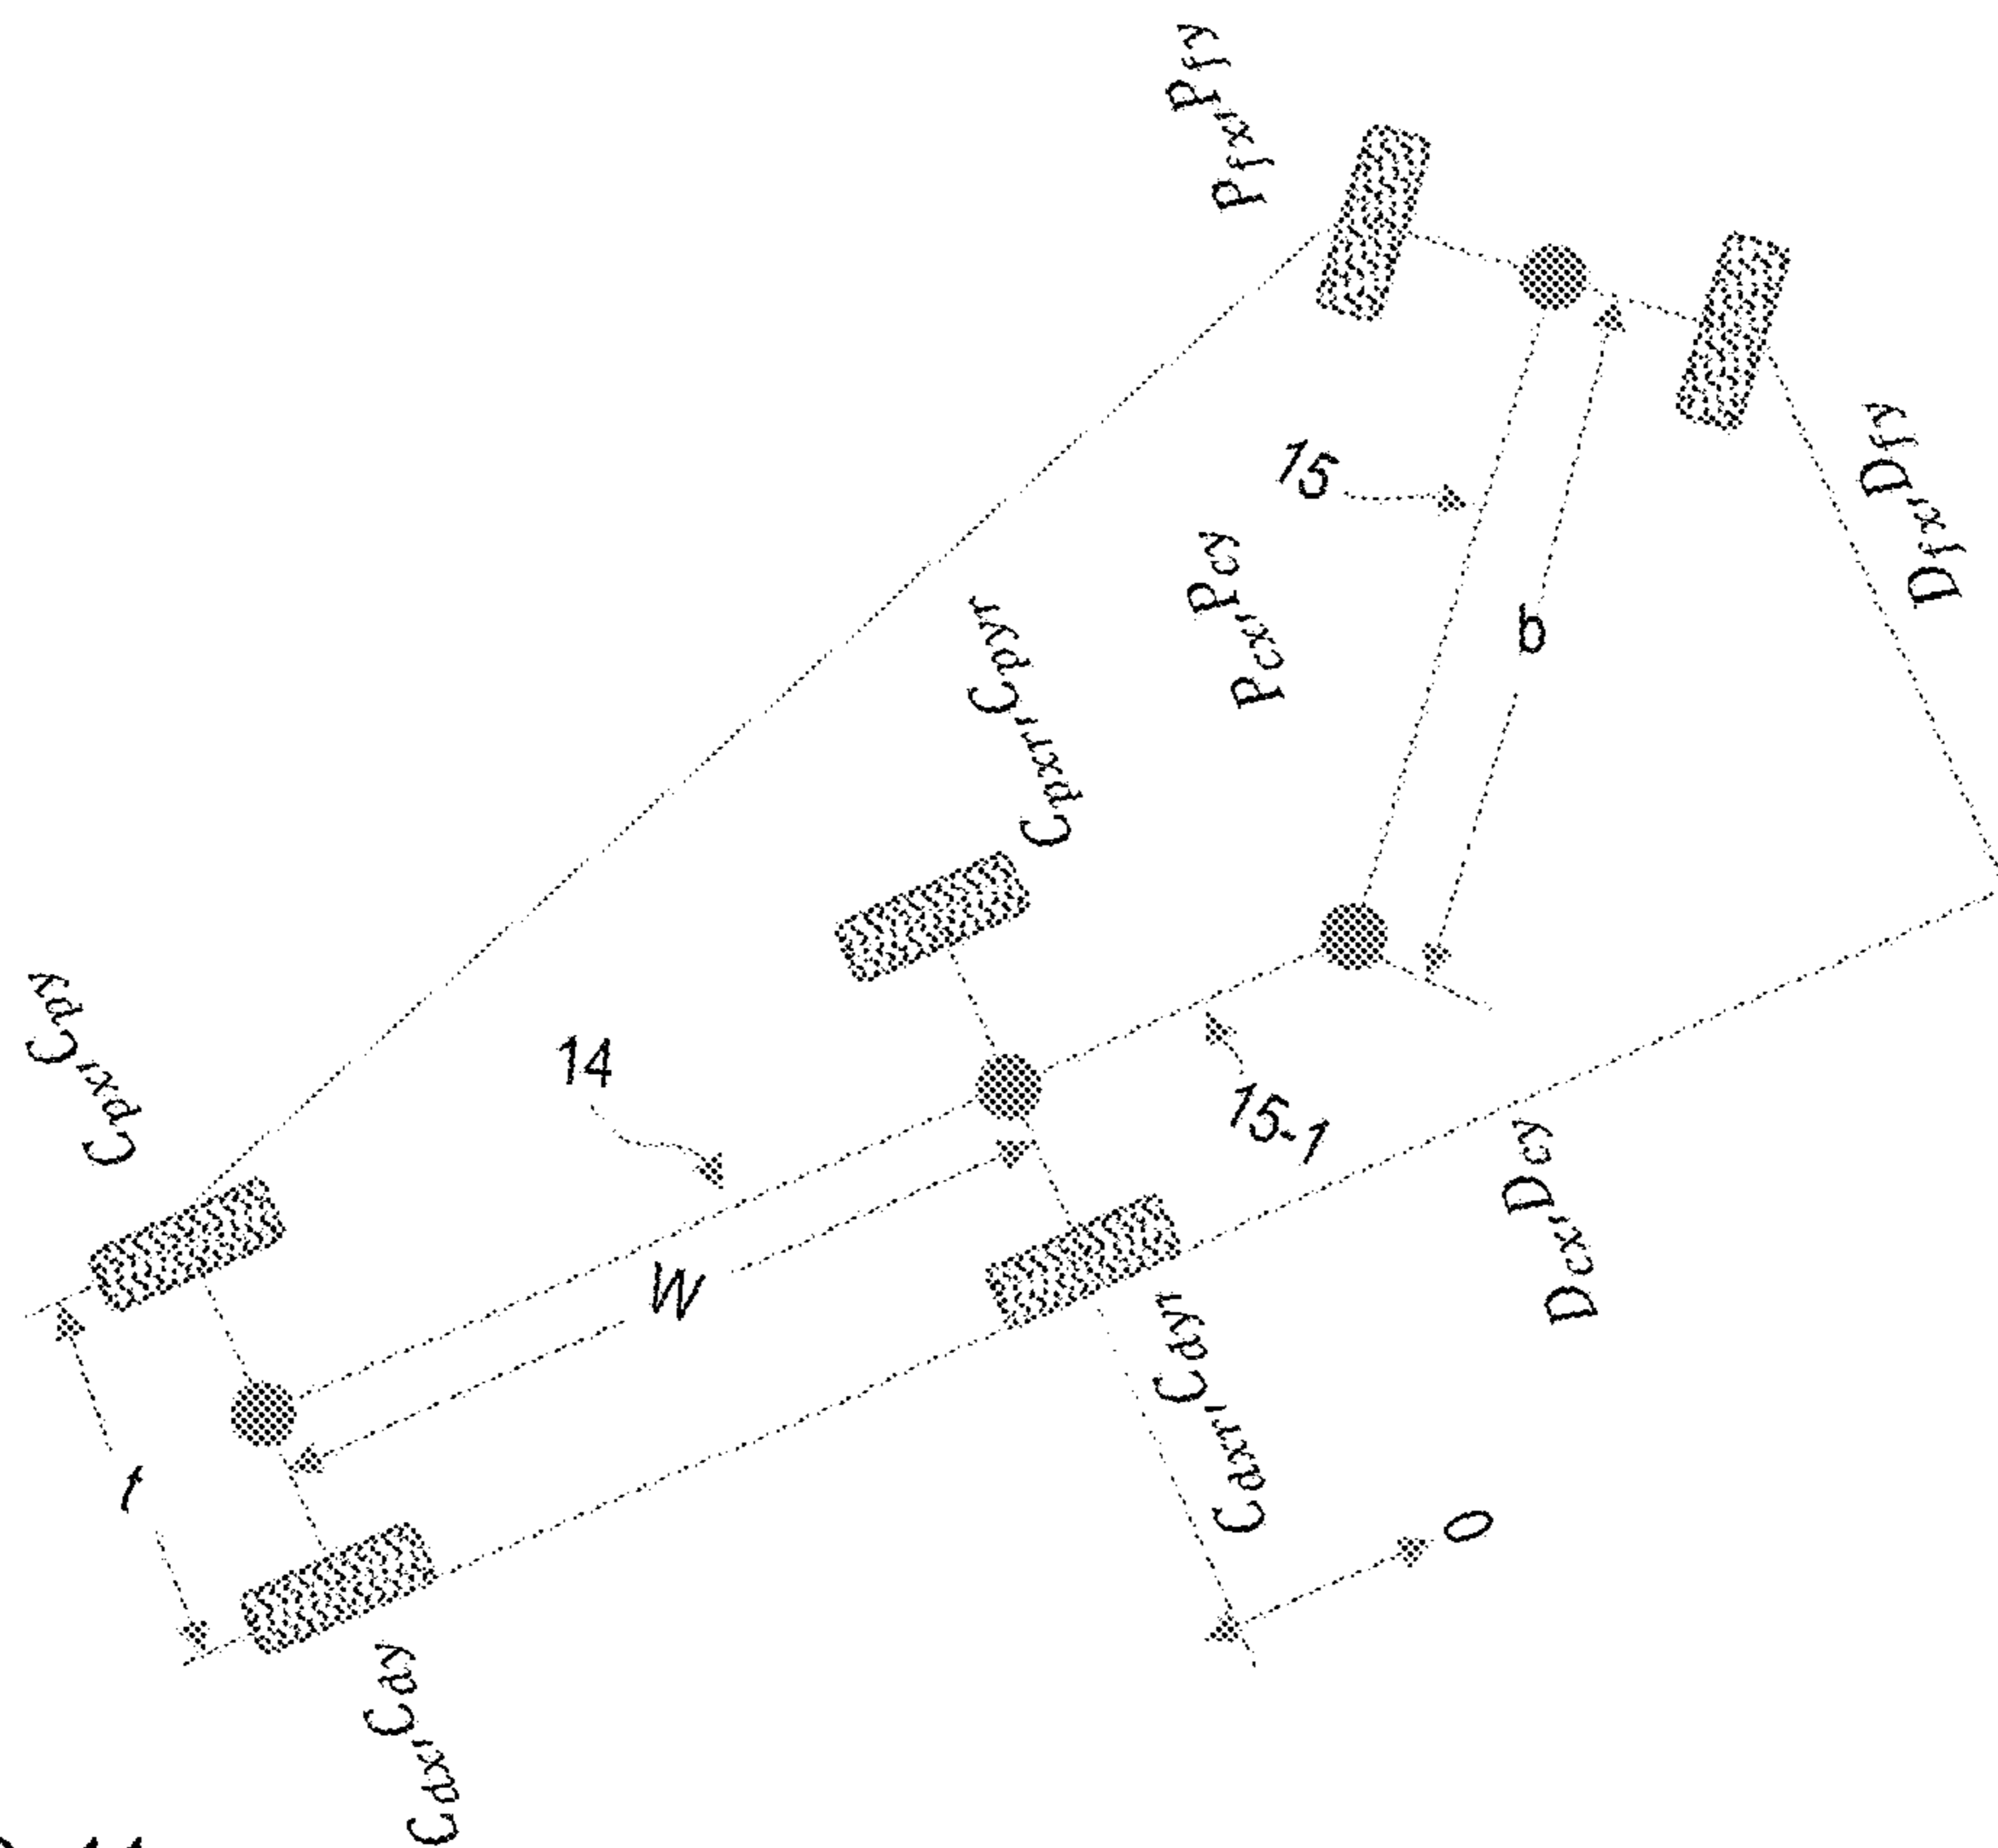 Pfx, Pfy
Dfx, Dfy
15
Pcx, Pcy
b
Cpxr, Cpyr
14
Cpx, Cpy
15-1
Dcx, Dcy
W
Cdxr, Cdyr
o
Cdx, Cdy